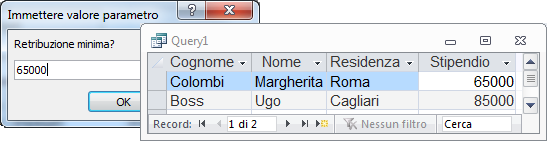 Immettere valore parametro
Retribuzione minima?
65000
OK
Query1
Cognome Nome Residenza Stipendio
Colombi Margherita Roma 65000
Boss Ugo Cagliari 85000
Record: 1 di 2 Nessun filtro Cerca